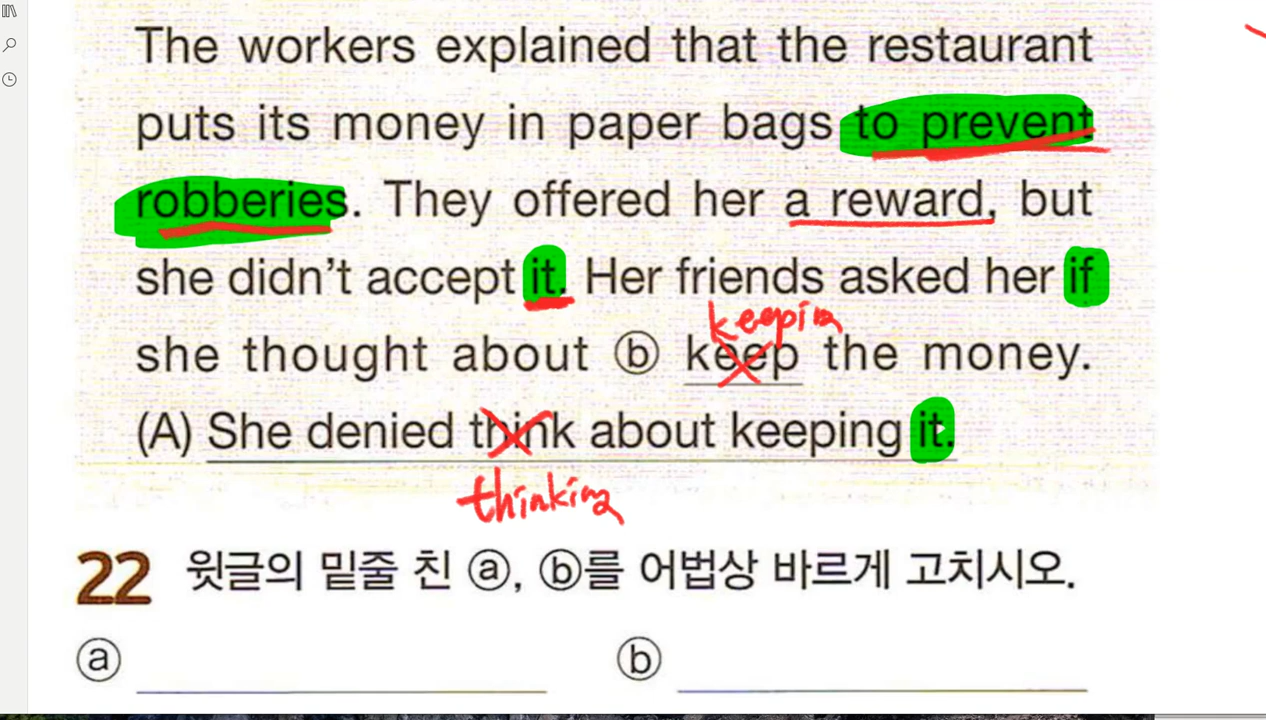 The workers explained that the restaurant
puts its money in paper bags to prevent
robberies. They offered her a reward, but
she didn't accept it. Her friends asked her if
keeping
she thought about ⓑ keep the money.
(A) She denied think about keeping it.
thinking
22 윗글의 밑줄 친 ⓐ, ⓑ를 어법상 바르게 고치시오.
ⓐ ⓑ